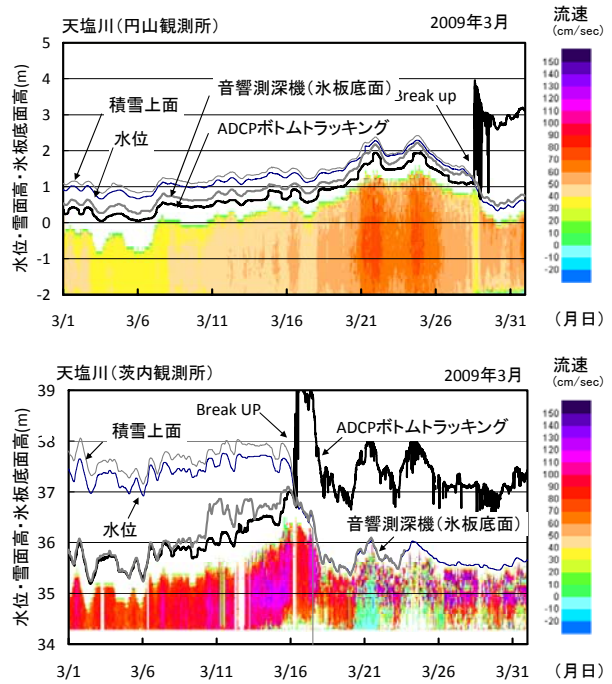 天塩川(円山観測所)
2009年3月
流速
(cm/sec)
水位・雪面高・氷板底面高(m)
5
4
3
2
1
0
-1
-2
積雪上面
水位
音響測深機(氷板底面)
ADCPボトムトラッキング
Break up
3/1
3/6
3/11
3/16
3/21
3/26
3/31
(月日)
150
140
130
120
110
100
90
80
70
60
50
40
30
20
10
0
-10
-20
天塩川(茨内観測所)
2009年3月
流速
(cm/sec)
水位・雪面高・氷板底面高(m)
39
38
37
36
35
34
積雪上面
水位
Break UP
ADCPボトムトラッキング
音響測深機(氷板底面)
3/1
3/6
3/11
3/16
3/21
3/26
3/31
(月日)
150
140
130
120
110
100
90
80
70
60
50
40
30
20
10
0
-10
-20